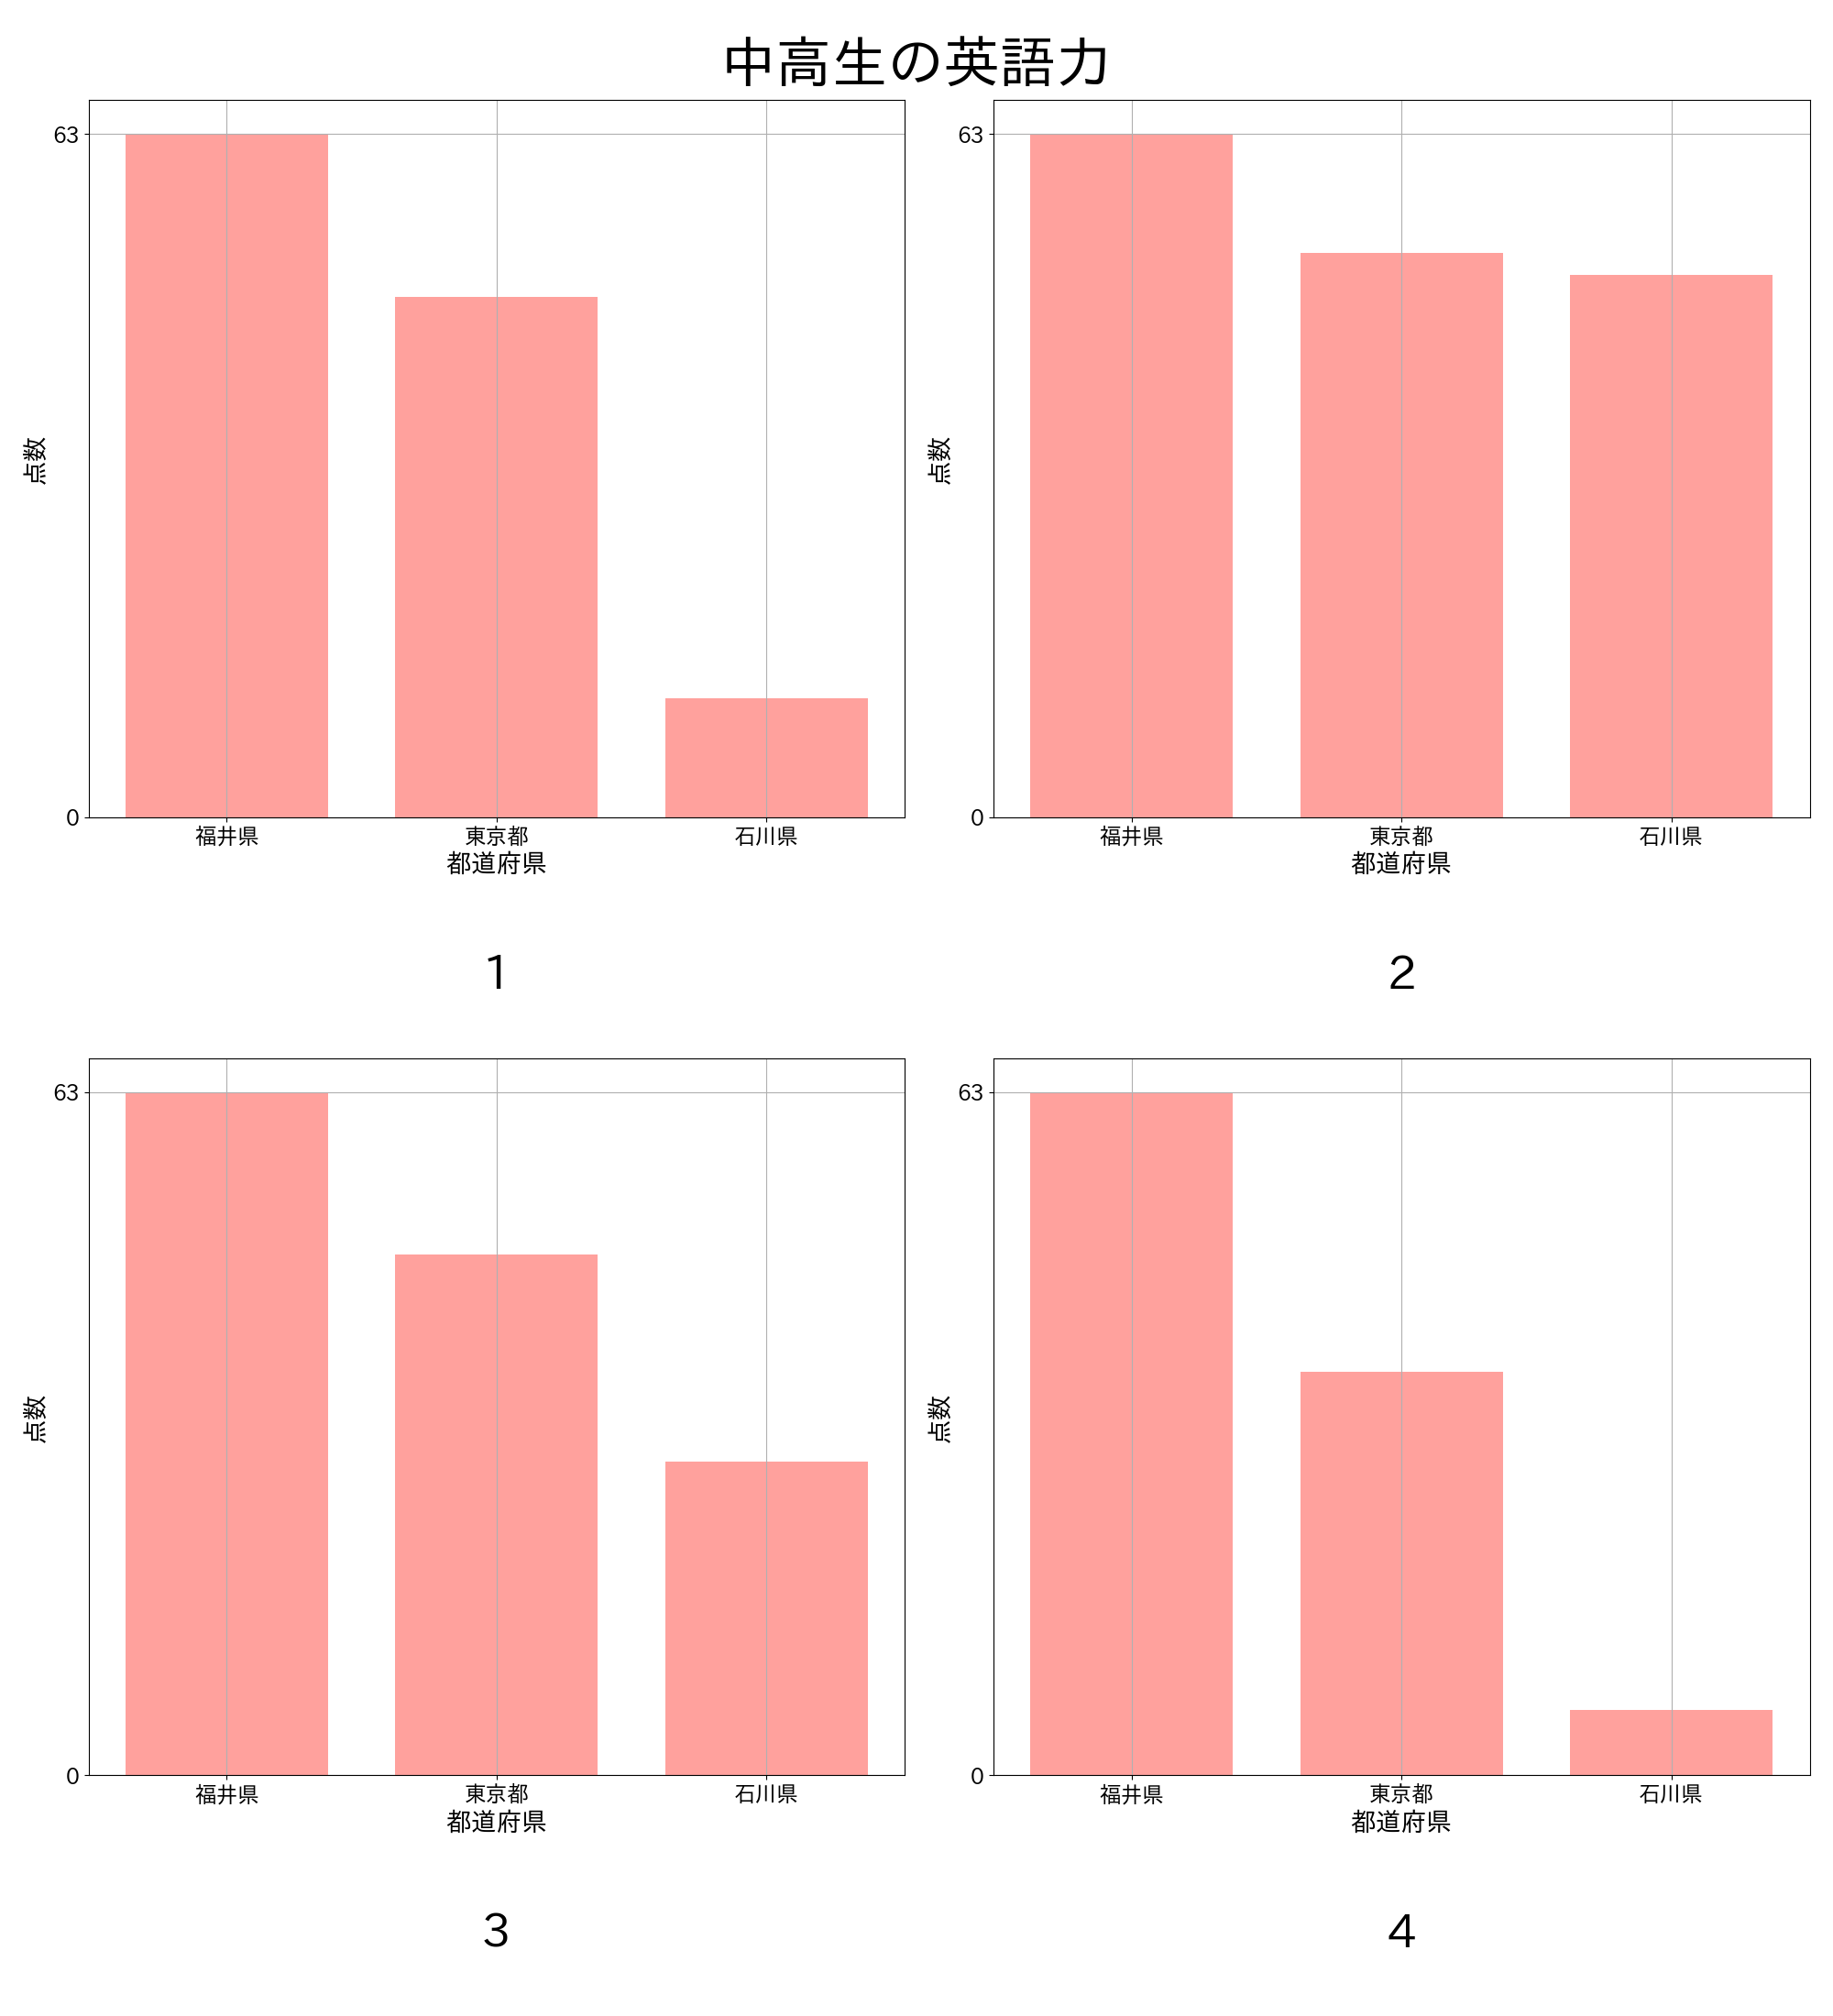 中高生の英語力
63
0
点数
福井県 東京都 石川県
都道府県
1
63
0
点数
福井県 東京都 石川県
都道府県
2
63
0
点数
福井県 東京都 石川県
都道府県
3
63
0
点数
福井県 東京都 石川県
都道府県
4